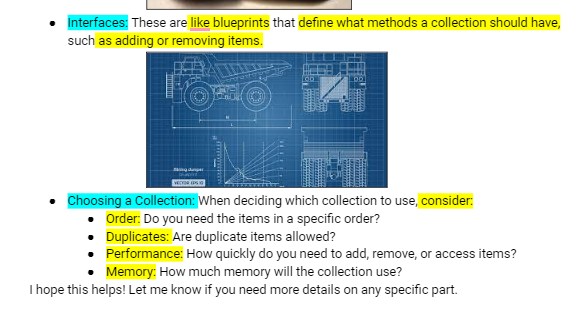 Interfaces: These are like blueprints that define what methods a collection should have,
such as adding or removing items.
Mining dumper
VECTOR EPS 10
Choosing a Collection: When deciding which collection to use, consider:
Order: Do you need the items in a specific order?
Duplicates: Are duplicate items allowed?
Performance: How quickly do you need to add, remove, or access items?
Memory: How much memory will the collection use?
I hope this helps! Let me know if you need more details on any specific part.